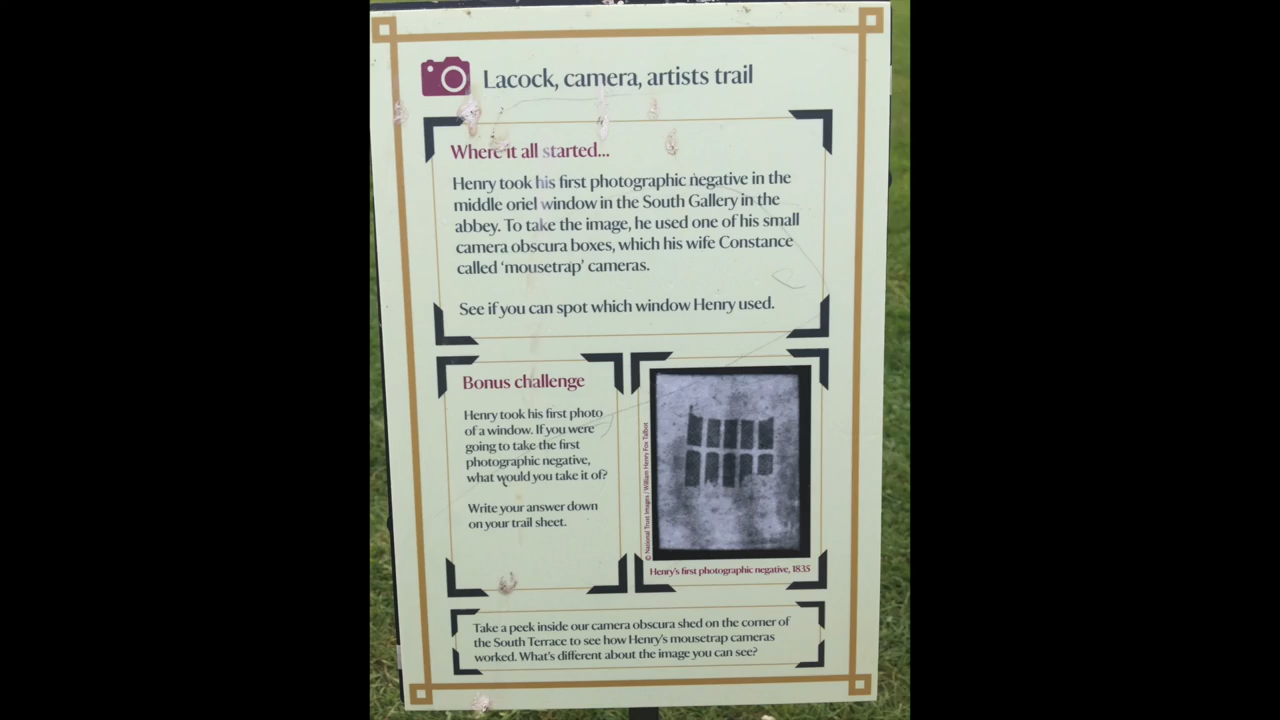 Lacock, camera, artists trail
Where it all started...
Henry took his first photographic negative in the
middle oriel window in the South Gallery in the
abbey. To take the image, he used one of his small
camera obscura boxes, which his wife Constance
called ‘mousetrap’ cameras.
See if you can spot which window Henry used.
Bonus challenge
Henry took his first photo
of a window. If you were
going to take the first
photographic negative,
what would you take it of?
Write your answer down
on your trail sheet.
© National Trust Images / William Henry Fox Talbot
Henry's first photographic negative, 1835
Take a peek inside our camera obscura shed on the corner of
the South Terrace to see how Henry's mousetrap cameras
worked. What's different about the image you can see?